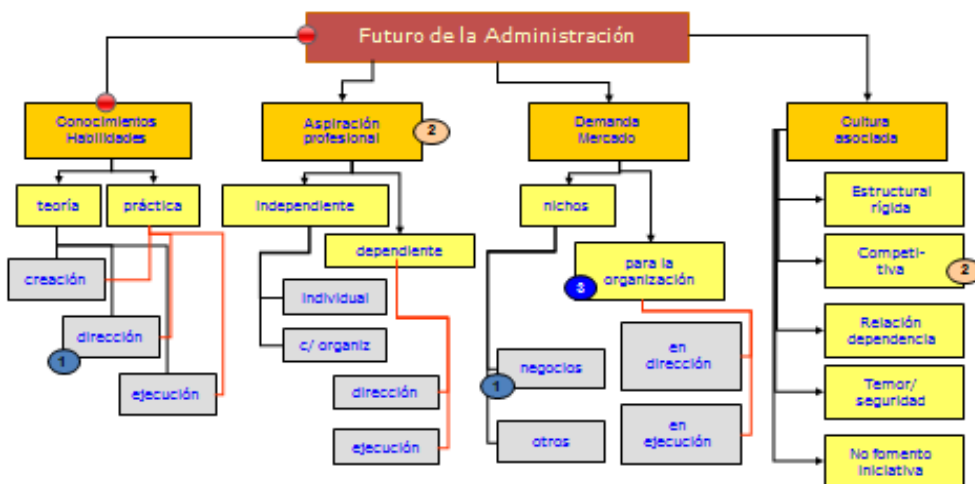 Futuro de la Administración
Conocimientos
Habilidades
Aspiración
profesional
2
Demanda
Mercado
Cultura
asociada
teoría
práctica
Independiente
nichos
Estructural
rígida
dependiente
para la
organización
3
Competi-
tiva
2
creación
Individual
dirección
1
c/ organiz
en
dirección
Relación
dependencia
negocios
1
ejecución
dirección
Temor/
seguridad
ejecución
otros
en
ejecución
No fomento
iniciativa